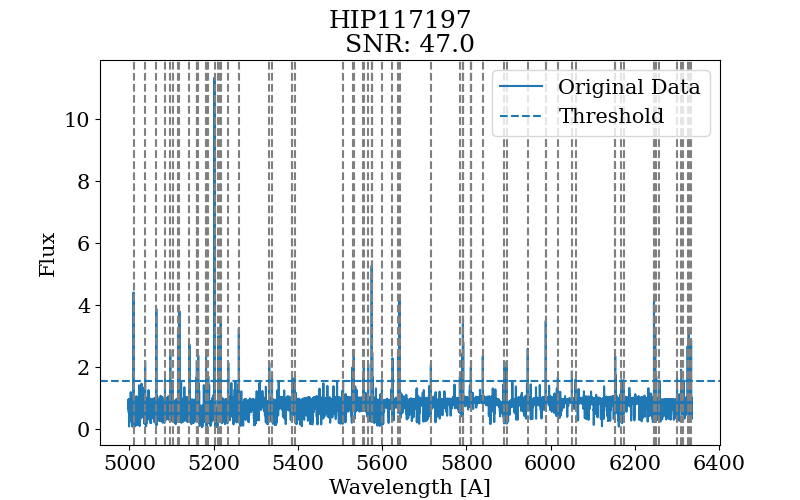 HIP117197
SNR: 47.0
Original Data
Threshold
Flux
10
8
6
4
2
0
5000 5200 5400 5600 5800 6000 6200 6400
Wavelength [A]